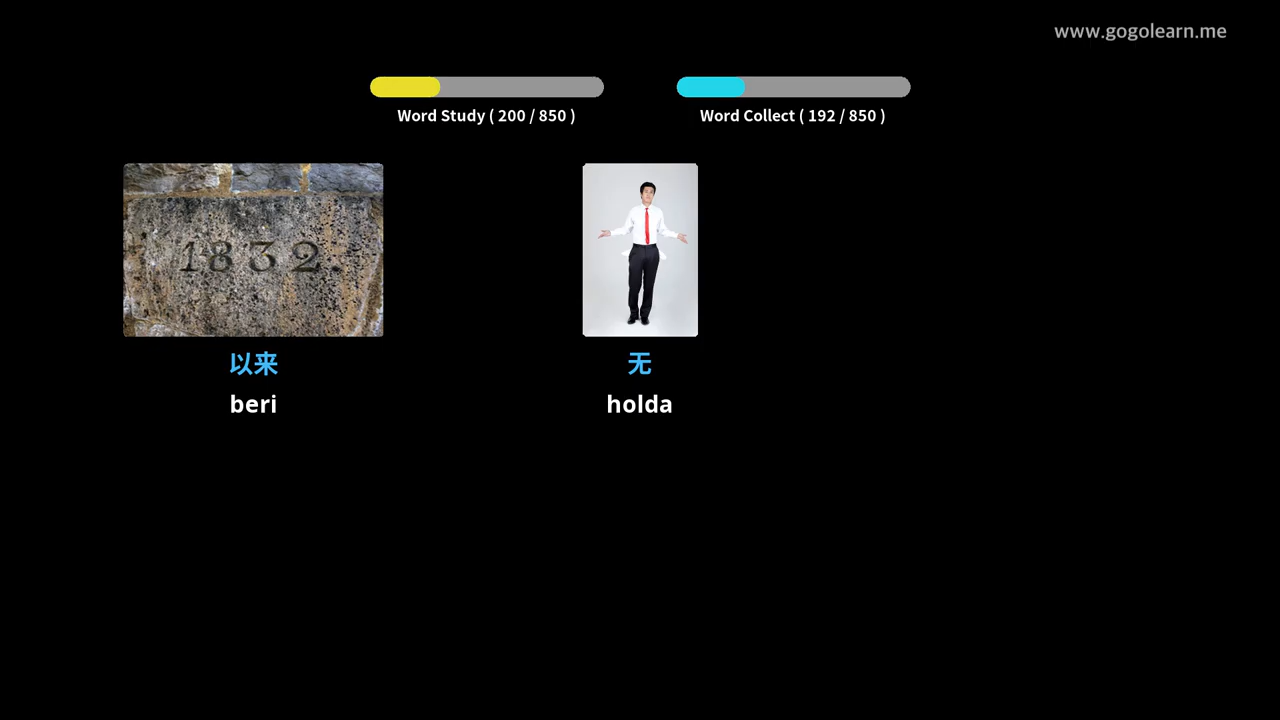 www.gogolearn.me
Word Study ( 200 / 850 )
Word Collect ( 192 / 850 )
1832
以来
无
beri
holda